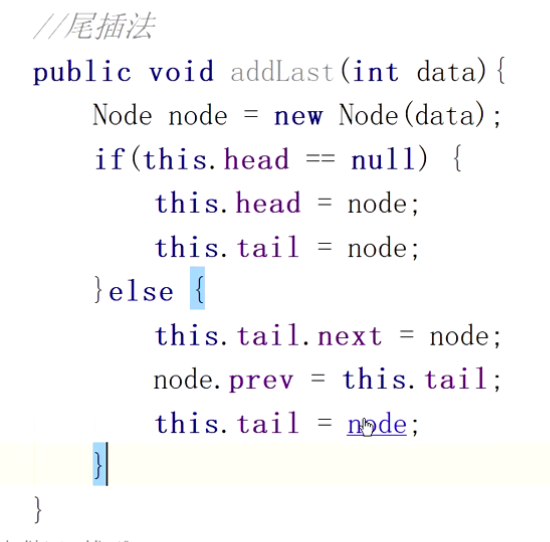 //尾插法
public void addLast(int data){
    Node node = new Node(data);
    if(this.head == null) {
        this.head = node;
        this.tail = node;
    }else {
        this.tail.next = node;
        node.prev = this.tail;
        this.tail = node;
    }
}